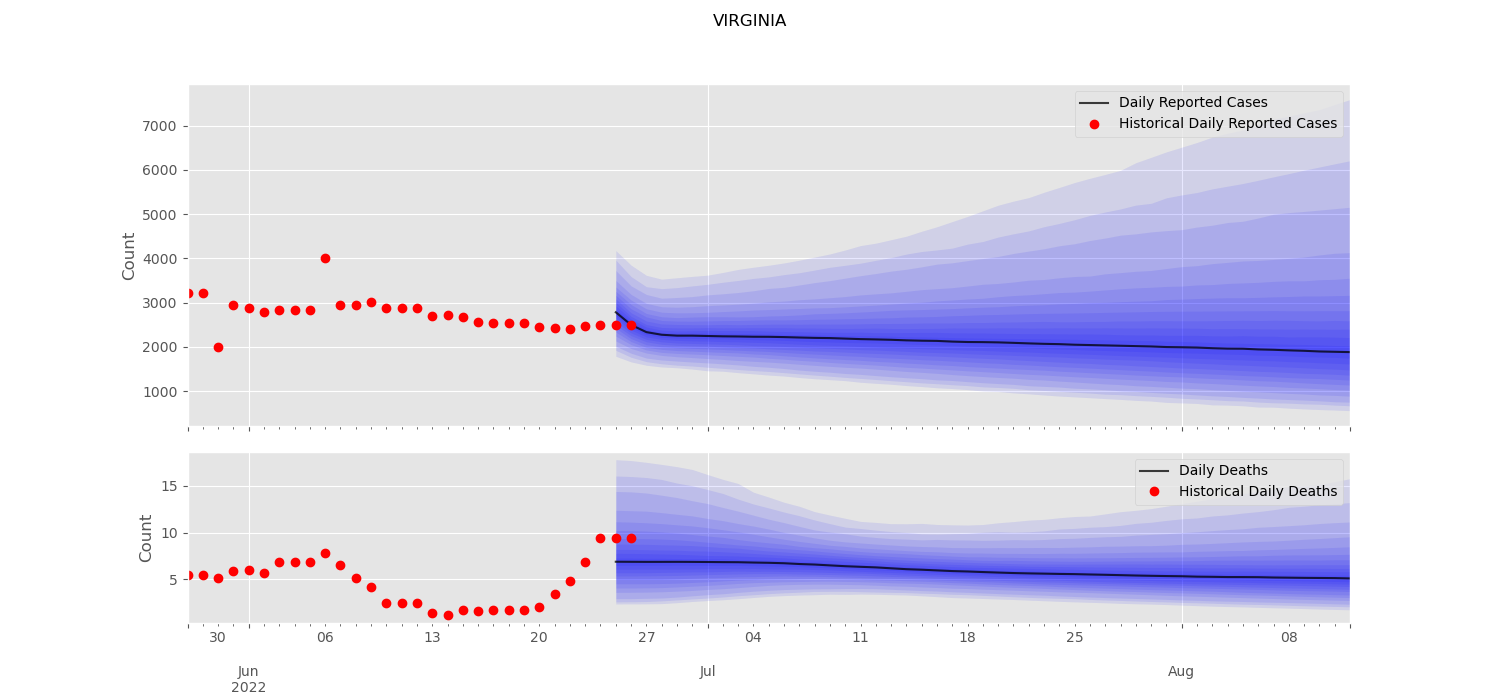 VIRGINIA
Daily Reported Cases
Historical Daily Reported Cases
7000
6000
5000
4000
3000
2000
1000
Count
Daily Deaths
Historical Daily Deaths
15
10
5
Count
30 06 13 20 27 04 11 18 25 08
Jun Jul Aug
2022